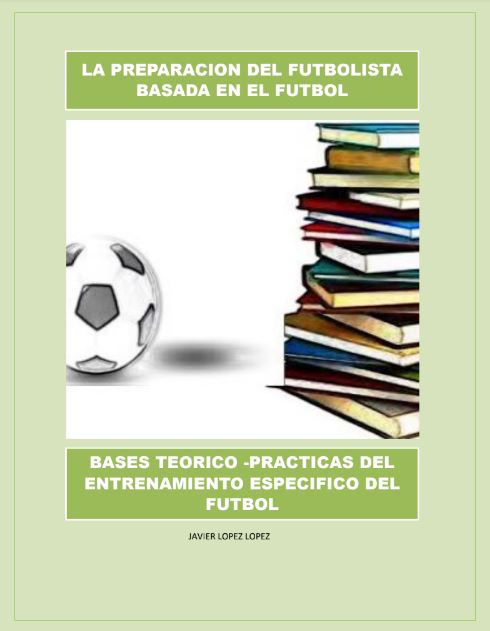 LA PREPARACION DEL FUTBOLISTA
BASADA EN EL FUTBOL
BASES TEORICO -PRACTICAS DEL
ENTRENAMIENTO ESPECIFICO DEL
FUTBOL
JAVIER LOPEZ LOPEZ